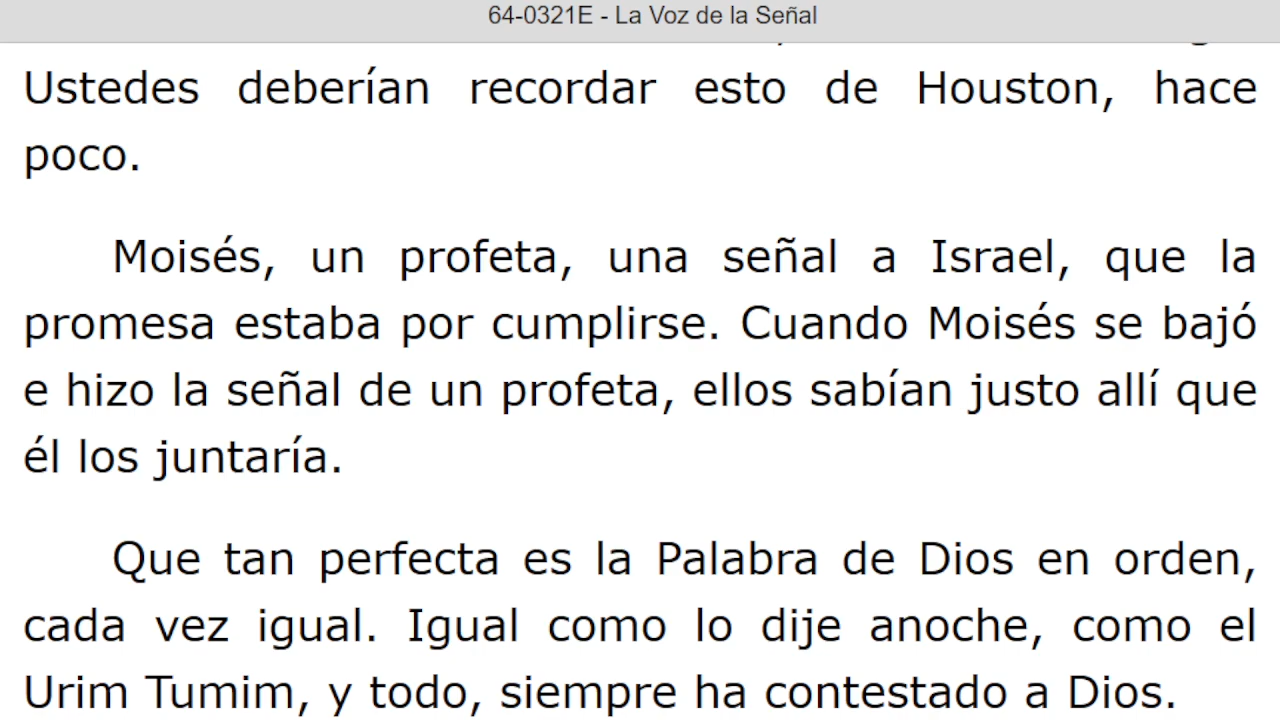 64-0321E - La Voz de la Señal
Ustedes deberían recordar esto de Houston, hace
poco.
Moisés, un profeta, una señal a Israel, que la
promesa estaba por cumplirse. Cuando Moisés se bajó
e hizo la señal de un profeta, ellos sabían justo allí que
él los juntaría.
Que tan perfecta es la Palabra de Dios en orden,
cada vez igual. Igual como lo dije anoche, como el
Urim Tumim, y todo, siempre ha contestado a Dios.